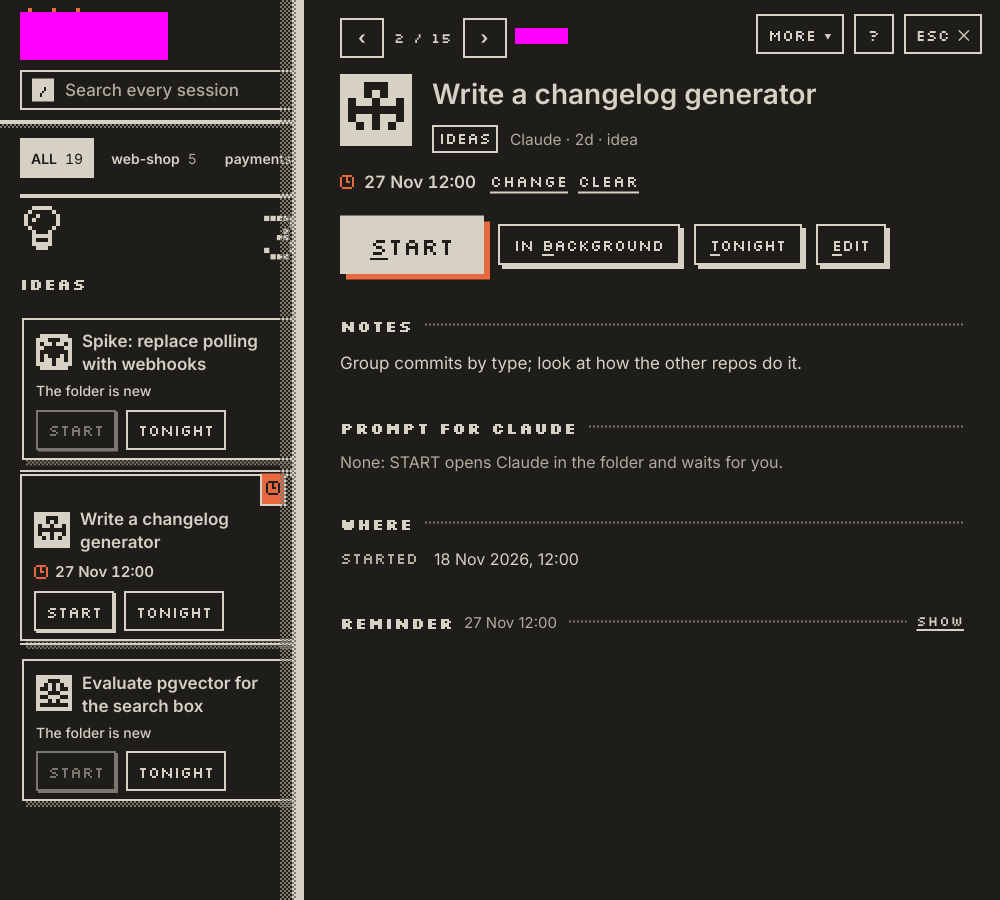 / Search every session
ALL 19 web-shop 5 payments
IDEAS
Spike: replace polling
with webhooks
The folder is new
START TONIGHT
Write a changelog
generator
27 Nov 12:00
START TONIGHT
Evaluate pgvector for
the search box
The folder is new
START TONIGHT
‹ 2 / 15 › MORE ▾ ? ESC ✕
Write a changelog generator
IDEAS Claude · 2d · idea
27 Nov 12:00 CHANGE CLEAR
START IN BACKGROUND TONIGHT EDIT
NOTES
Group commits by type; look at how the other repos do it.
PROMPT FOR CLAUDE
None: START opens Claude in the folder and waits for you.
WHERE
STARTED 18 Nov 2026, 12:00
REMINDER 27 Nov 12:00 SHOW